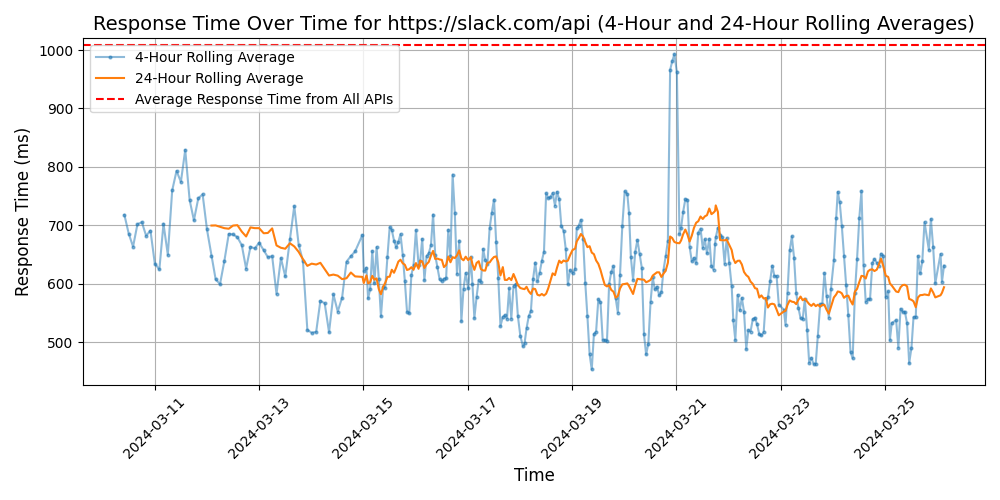 Response Time Over Time for https://slack.com/api (4-Hour and 24-Hour Rolling Averages)
4-Hour Rolling Average
24-Hour Rolling Average
Average Response Time from All APIs
Response Time (ms)
1000
900
800
700
600
500
2024-03-11
2024-03-13
2024-03-15
2024-03-17
2024-03-19
2024-03-21
2024-03-23
2024-03-25
Time